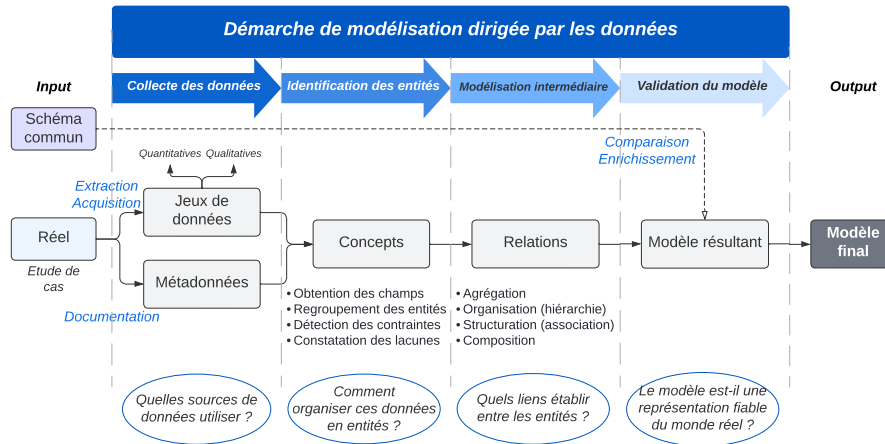 Démarche de modélisation dirigée par les données
Input
Collecte des données
Identification des entités
Modélisation intermédiaire
Validation du modèle
Output
Schéma
commun
Comparaison
Enrichissement
Quantitatives
Qualitatives
Extraction
Acquisition
Jeux de
données
Réel
Etude de
cas
Métadonnées
Documentation
Concepts
Relations
Modèle résultant
Modèle
final
• Obtention des champs
• Regroupement des entités
• Détection des contraintes
• Constatation des lacunes
• Agrégation
• Organisation (hiérarchie)
• Structuration (association)
• Composition
Quelles sources de
données utiliser ?
Comment
organiser ces données
en entités ?
Quels liens établir
entre les entités ?
Le modèle est-il une
représentation fiable
du monde réel ?